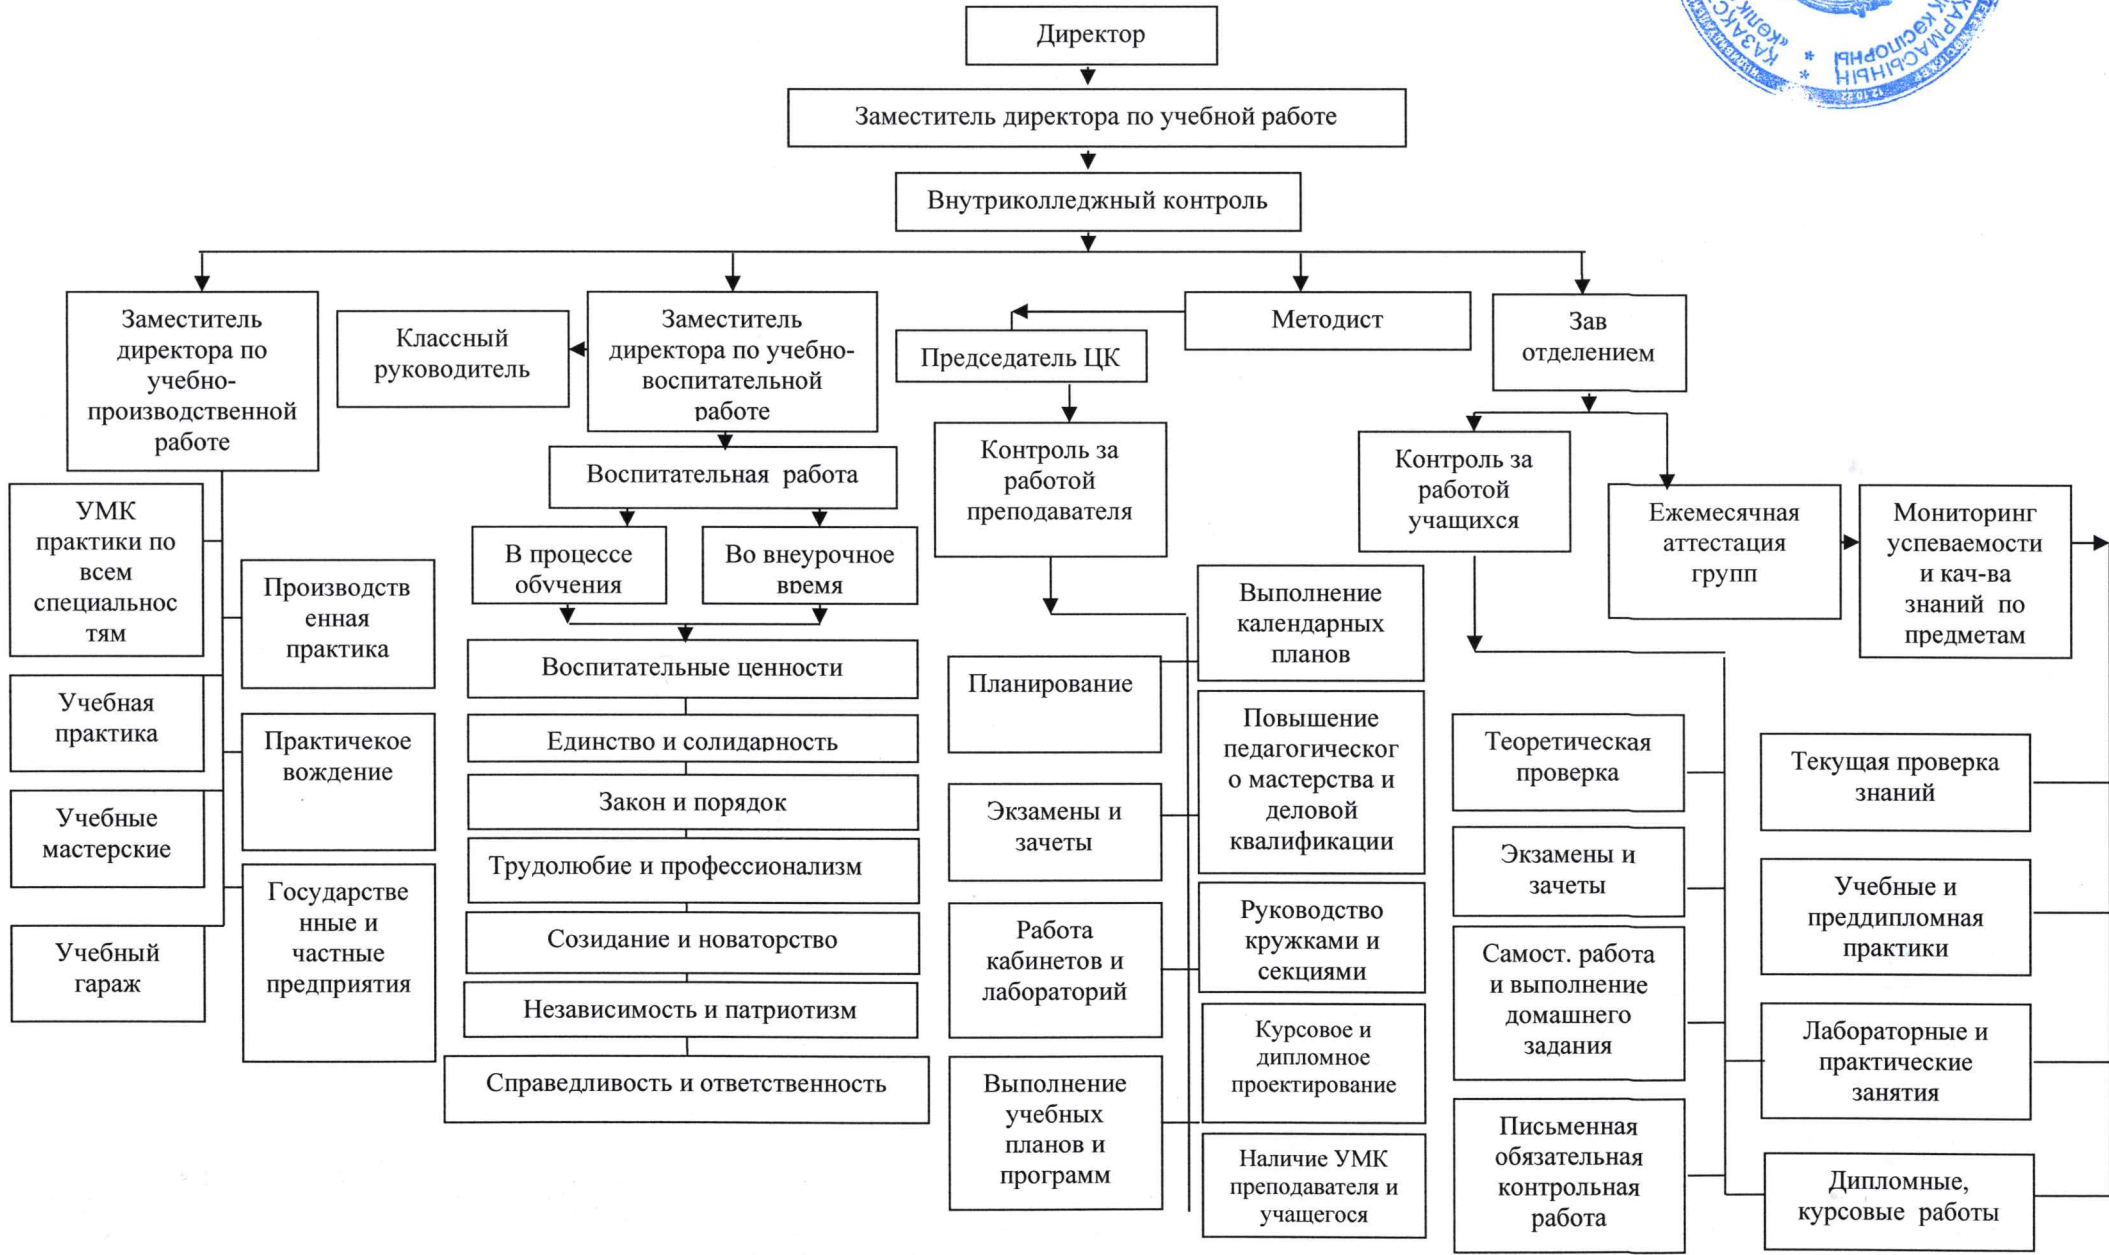 Директор
Заместитель директора по учебной работе
Внутриколледжный контроль
Заместитель
директора по
учебно-
производственной
работе
Классный
руководитель
Заместитель
директора по учебно-
воспитательной
работе
Председатель ЦК
Методист
Зав
отделением
УМК
практики по
всем
специальнос
тям
Учебная
практика
Учебные
мастерские
Учебный
гараж
Производств
енная
практика
Практичекое
вождение
Государстве
нные и
частные
предприятия
Воспитательная работа
В процессе
обучения
Во внеурочное
время
Воспитательные ценности
Единство и солидарность
Закон и порядок
Трудолюбие и профессионализм
Созидание и новаторство
Независимость и патриотизм
Справедливость и ответственность
Контроль за
работой
преподавателя
Планирование
Экзамены и
зачеты
Работа
кабинетов и
лабораторий
Выполнение
учебных
планов и
программ
Выполнение
календарных
планов
Повышение
педагогическог
о мастерства и
деловой
квалификации
Руководство
кружками и
секциями
Курсовое и
дипломное
проектирование
Наличие УМК
преподавателя и
учащегося
Контроль за
работой
учащихся
Ежемесячная
аттестация
групп
Мониторинг
успеваемости
и кач-ва
знаний по
предметам
Теоретическая
проверка
Экзамены и
зачеты
Самост. работа
и выполнение
домашнего
задания
Письменная
обязательная
контрольная
работа
Текущая проверка
знаний
Учебные и
преддипломная
практики
Лабораторные и
практические
занятия
Дипломные,
курсовые работы